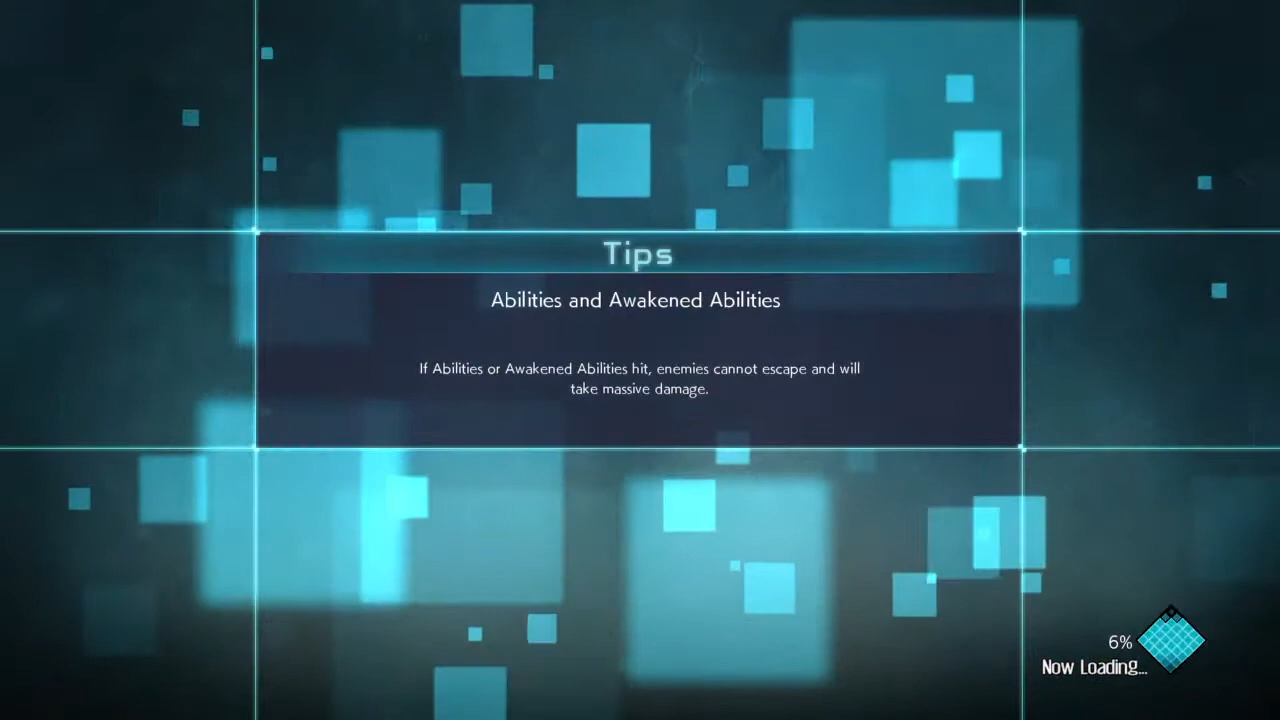 Tips
Abilities and Awakened Abilities
If Abilities or Awakened Abilities hit, enemies cannot escape and will
take massive damage.
6%
Now Loading...